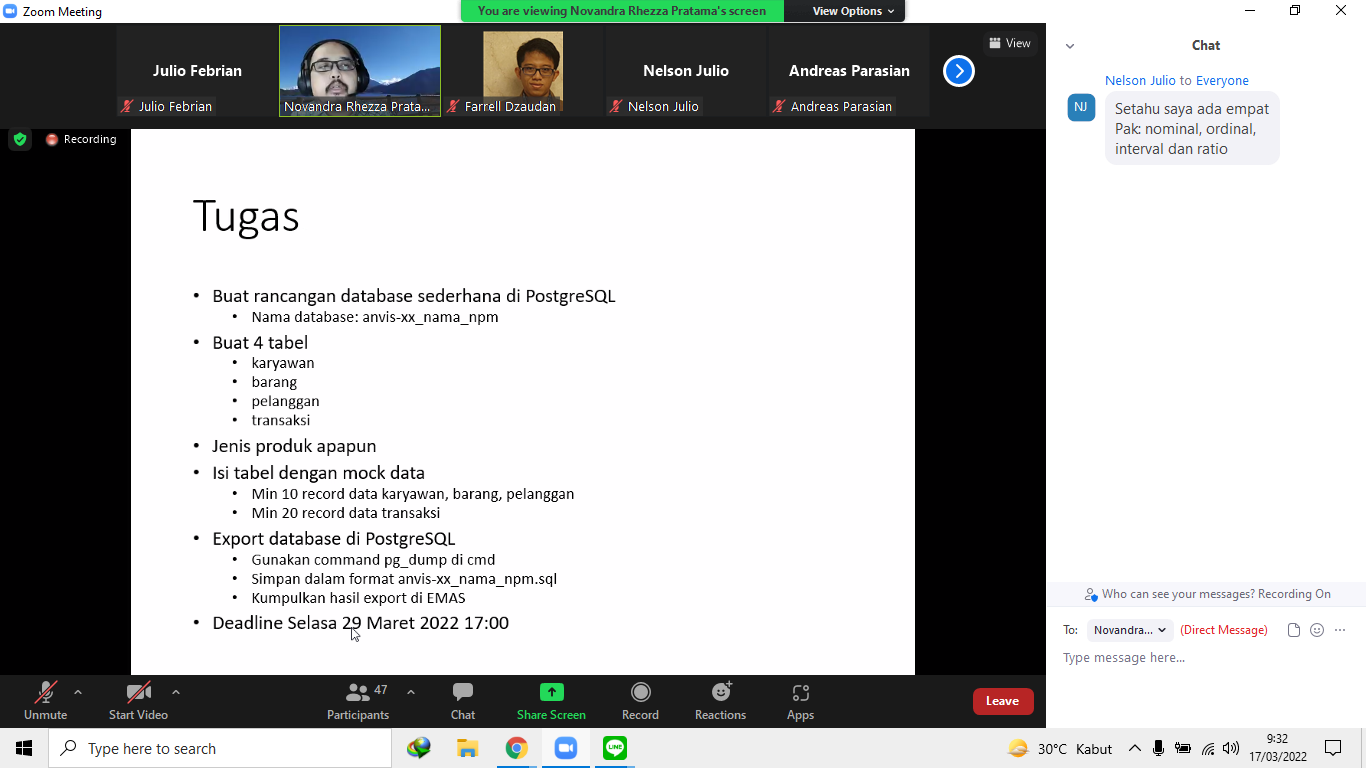 Zoom Meeting
You are viewing Novandra Rhezza Pratama's screen
View Options
View
Julio Febrian
Julio Febrian
Novandra Rhezza Prata...
Farrell Dzaudan
Nelson Julio
Nelson Julio
Andreas Parasian
Andreas Parasian
Recording
Tugas
• Buat rancangan database sederhana di PostgreSQL
• Nama database: anvis-xx_nama_npm
• Buat 4 tabel
• karyawan
• barang
• pelanggan
• transaksi
• Jenis produk apapun
• Isi tabel dengan mock data
• Min 10 record data karyawan, barang, pelanggan
• Min 20 record data transaksi
• Export database di PostgreSQL
• Gunakan command pg_dump di cmd
• Simpan dalam format anvis-xx_nama_npm.sql
• Kumpulkan hasil export di EMAS
• Deadline Selasa 29 Maret 2022 17:00
Chat
Nelson Julio to Everyone
NJ
Setahu saya ada empat
Pak: nominal, ordinal,
interval dan ratio
Who can see your messages? Recording On
To: Novandra... (Direct Message)
Type message here...
Unmute
Start Video
47
Participants
Chat
Share Screen
Record
Reactions
Apps
Leave
Type here to search
LINE
30°C Kabut
9:32
17/03/2022